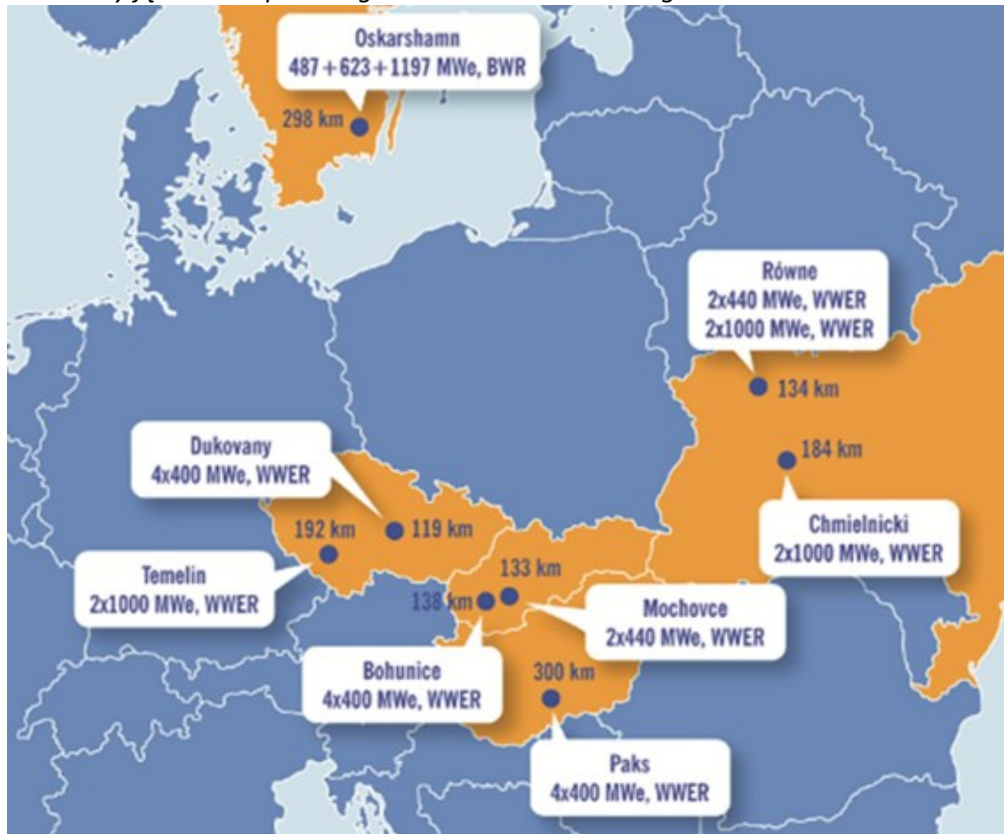 Oskarshamn
487+623+1197 MWe, BWR
298 km
Równe
2x440 MWe, WWER
2x1000 MWe, WWER
134 km
184 km
Chmielnicki
2x1000 MWe, WWER
Dukovany
4x400 MWe, WWER
192 km
119 km
Temelin
2x1000 MWe, WWER
133 km
138 km
Mochovce
2x440 MWe, WWER
Bohunice
4x400 MWe, WWER
300 km
Paks
4x400 MWe, WWER